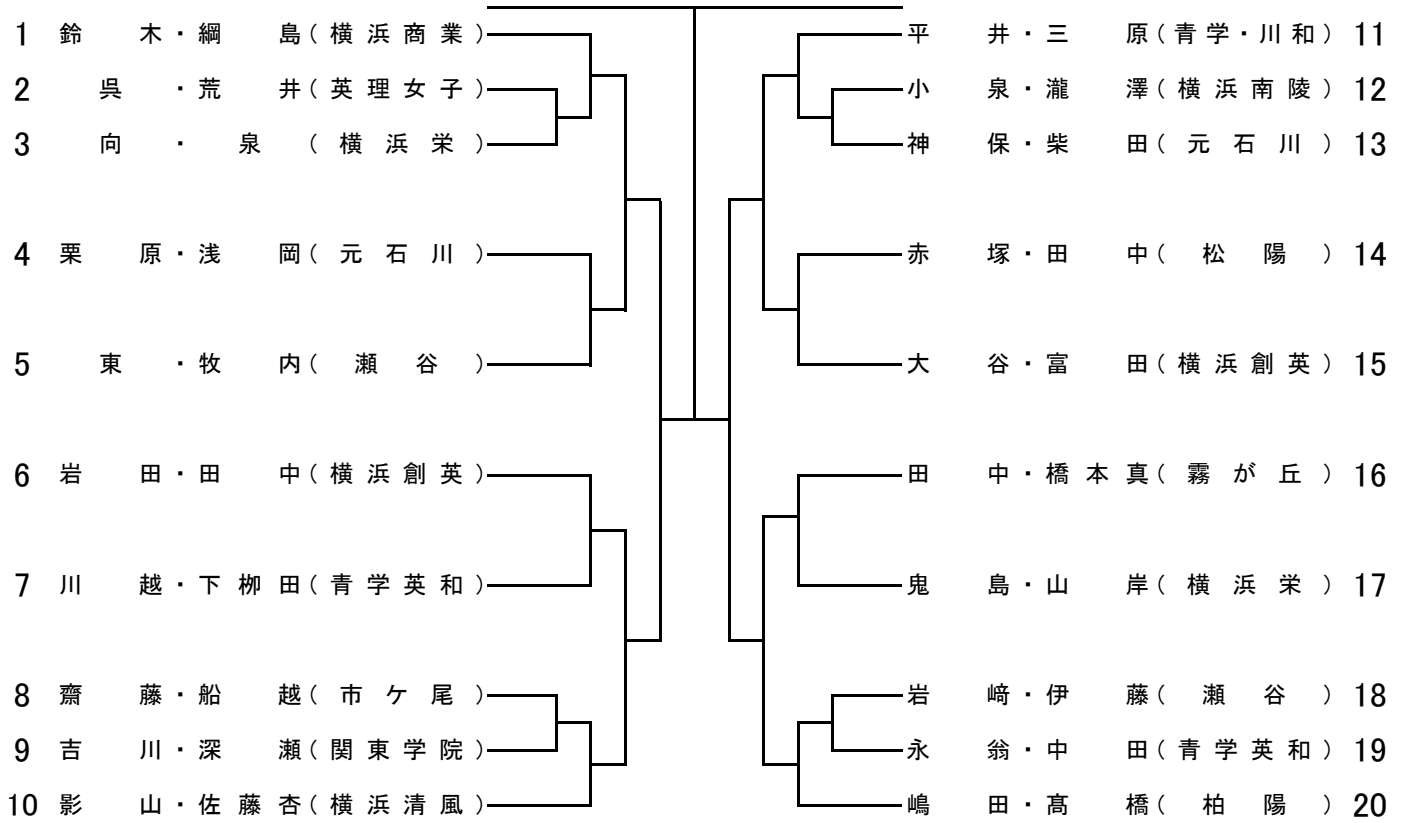 1 鈴木・綱島(横浜商業)
2 呉・荒井(英理女子)
3 向・泉(横浜栄)
4 栗原・浅岡(元石川)
5 東・牧内(瀬谷)
6 岩田・田中(横浜創英)
7 川越・下栁田(青学英和)
8 齋藤・船越(市ケ尾)
9 吉川・深瀬(関東学院)
10 影山・佐藤杏(横浜清風)
平井・三原(青学・川和) 11
小泉・瀧澤(横浜南陵) 12
神保・柴田(元石川) 13
赤塚・田中(松陽) 14
大谷・富田(横浜創英) 15
田中・橋本真(霧が丘) 16
鬼島・山岸(横浜栄) 17
岩﨑・伊藤(瀬谷) 18
永翁・中田(青学英和) 19
嶋田・髙橋(柏陽) 20